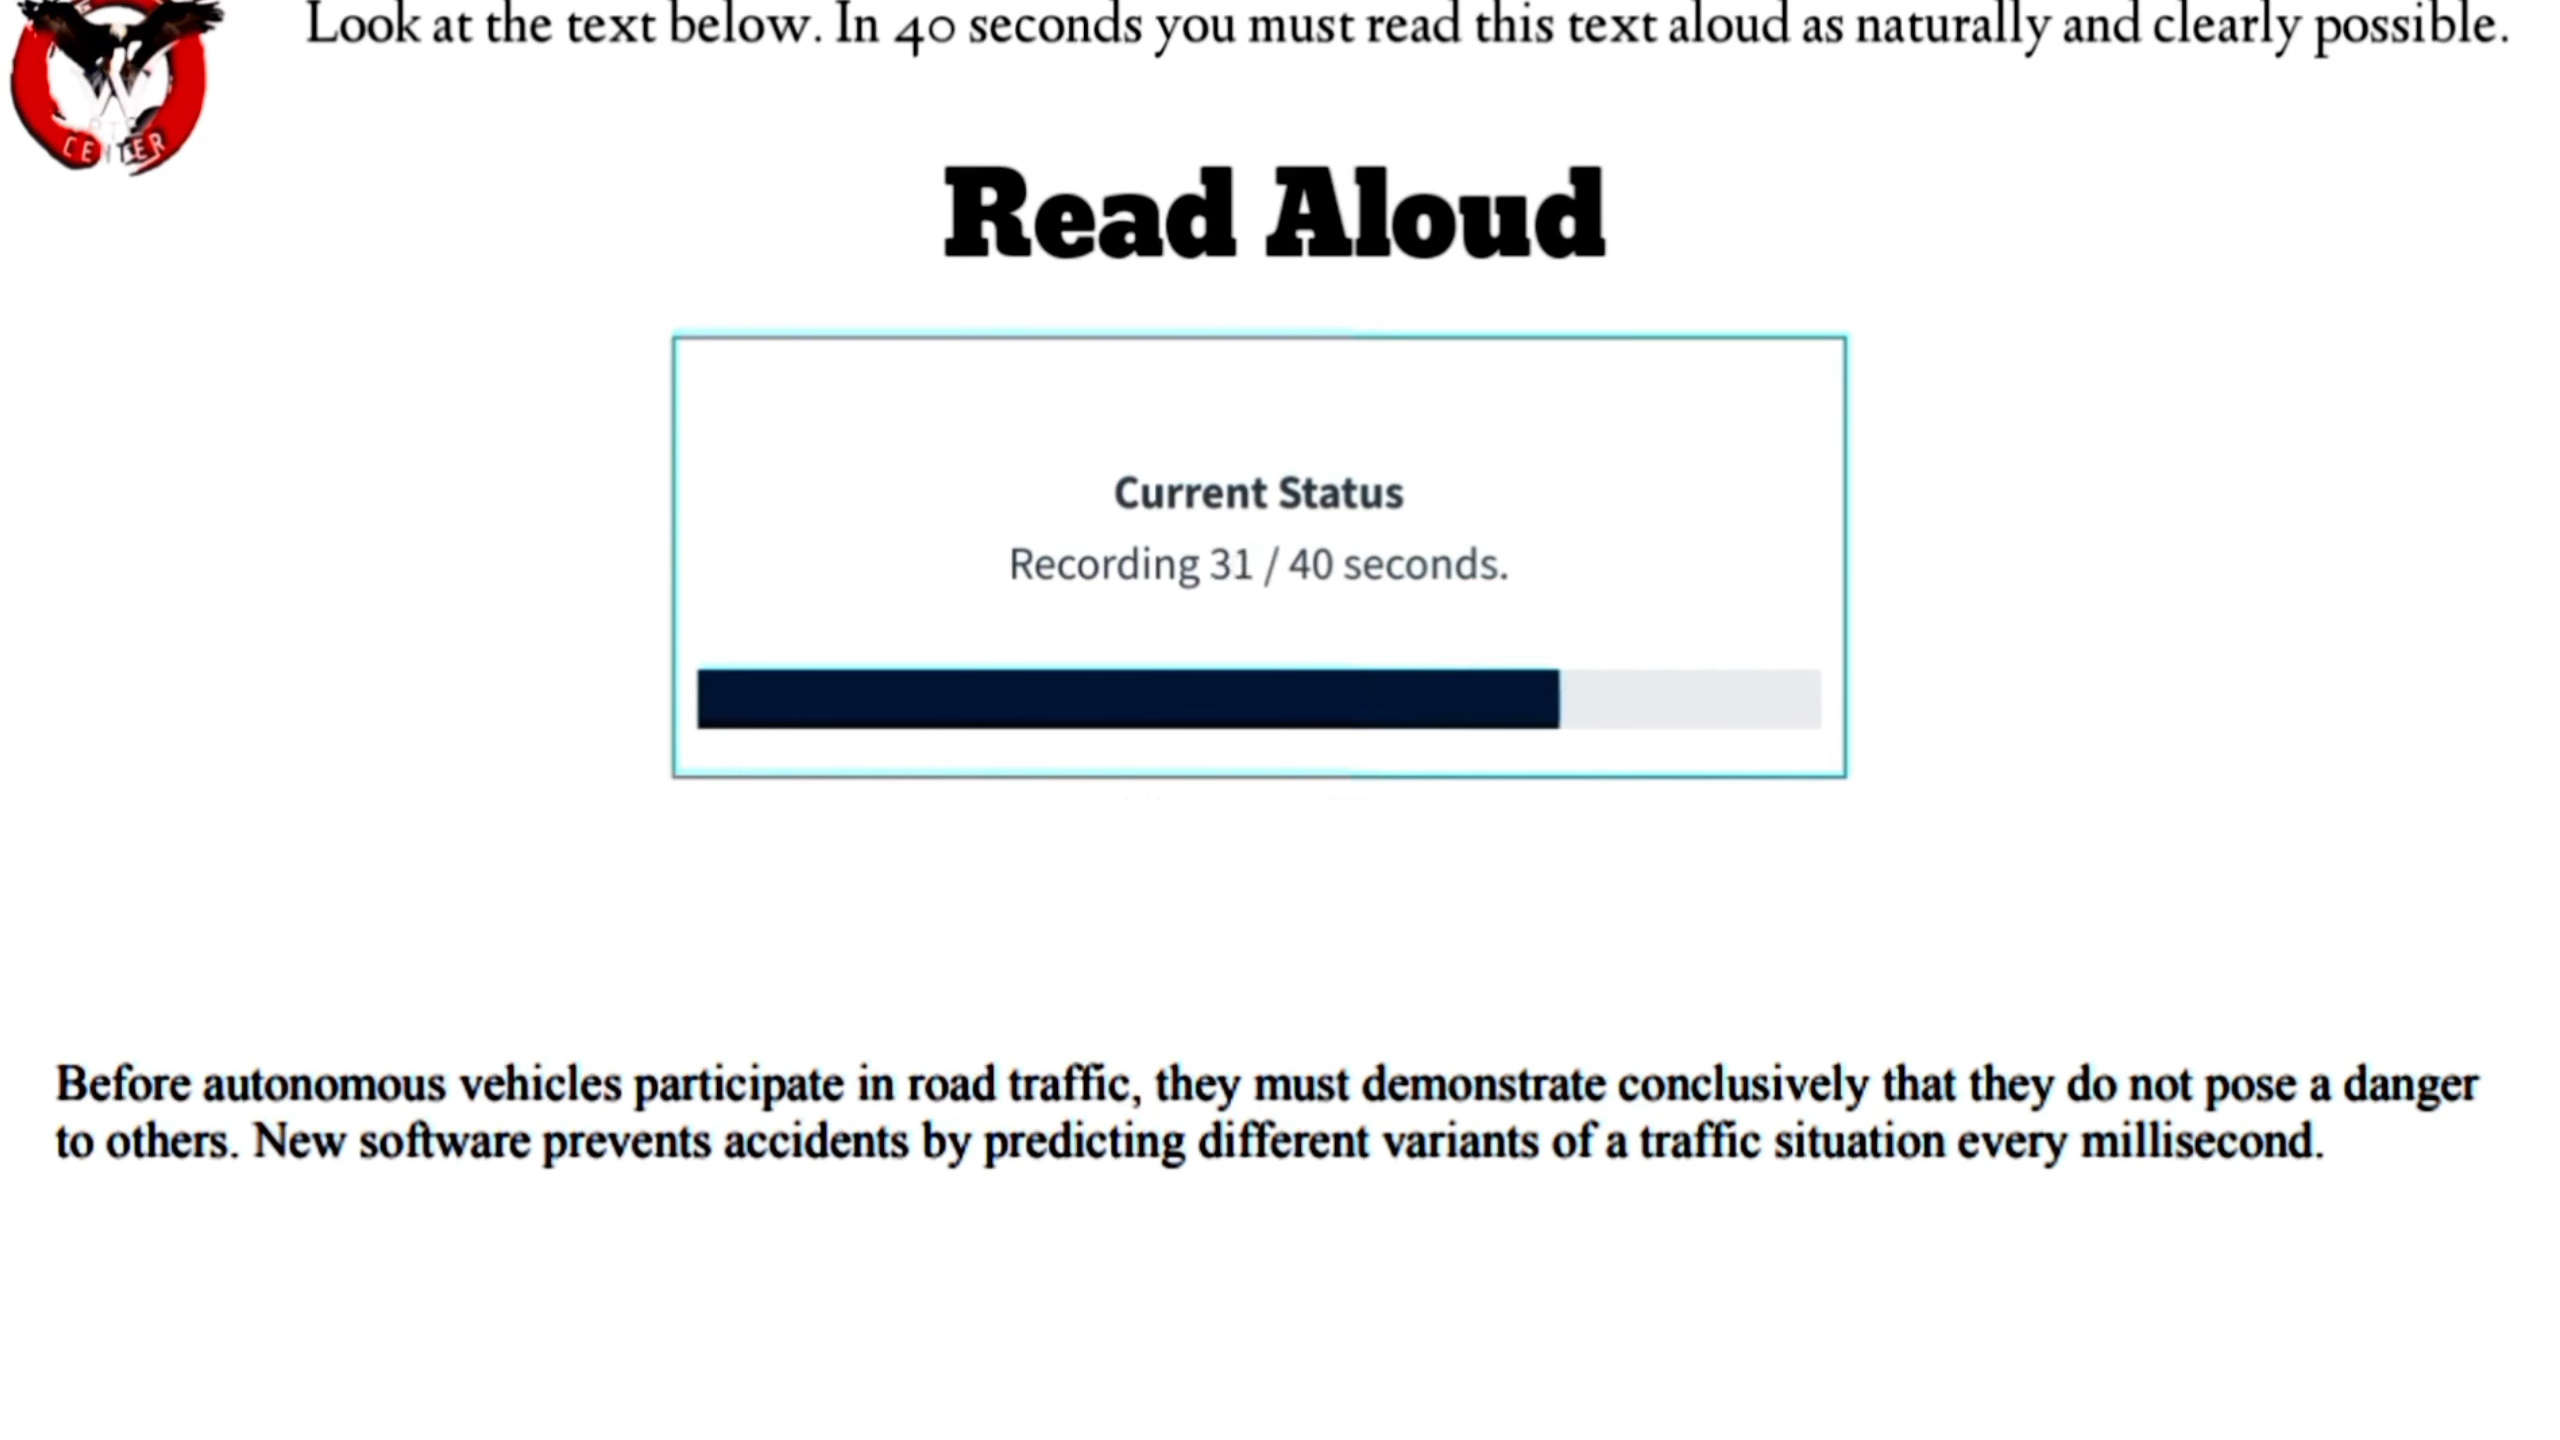 Look at the text below. In 40 seconds you must read this text aloud as naturally and clearly possible.
CENTER
Read Aloud
Current Status
Recording 31 / 40 seconds.
Before autonomous vehicles participate in road traffic, they must demonstrate conclusively that they do not pose a danger
to others. New software prevents accidents by predicting different variants of a traffic situation every millisecond.